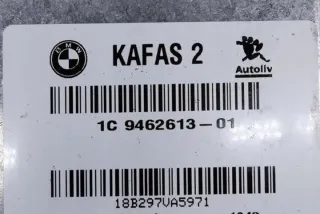 BMW
KAFAS 2
Autoliv
1C 9462613-01
18B297VA5971